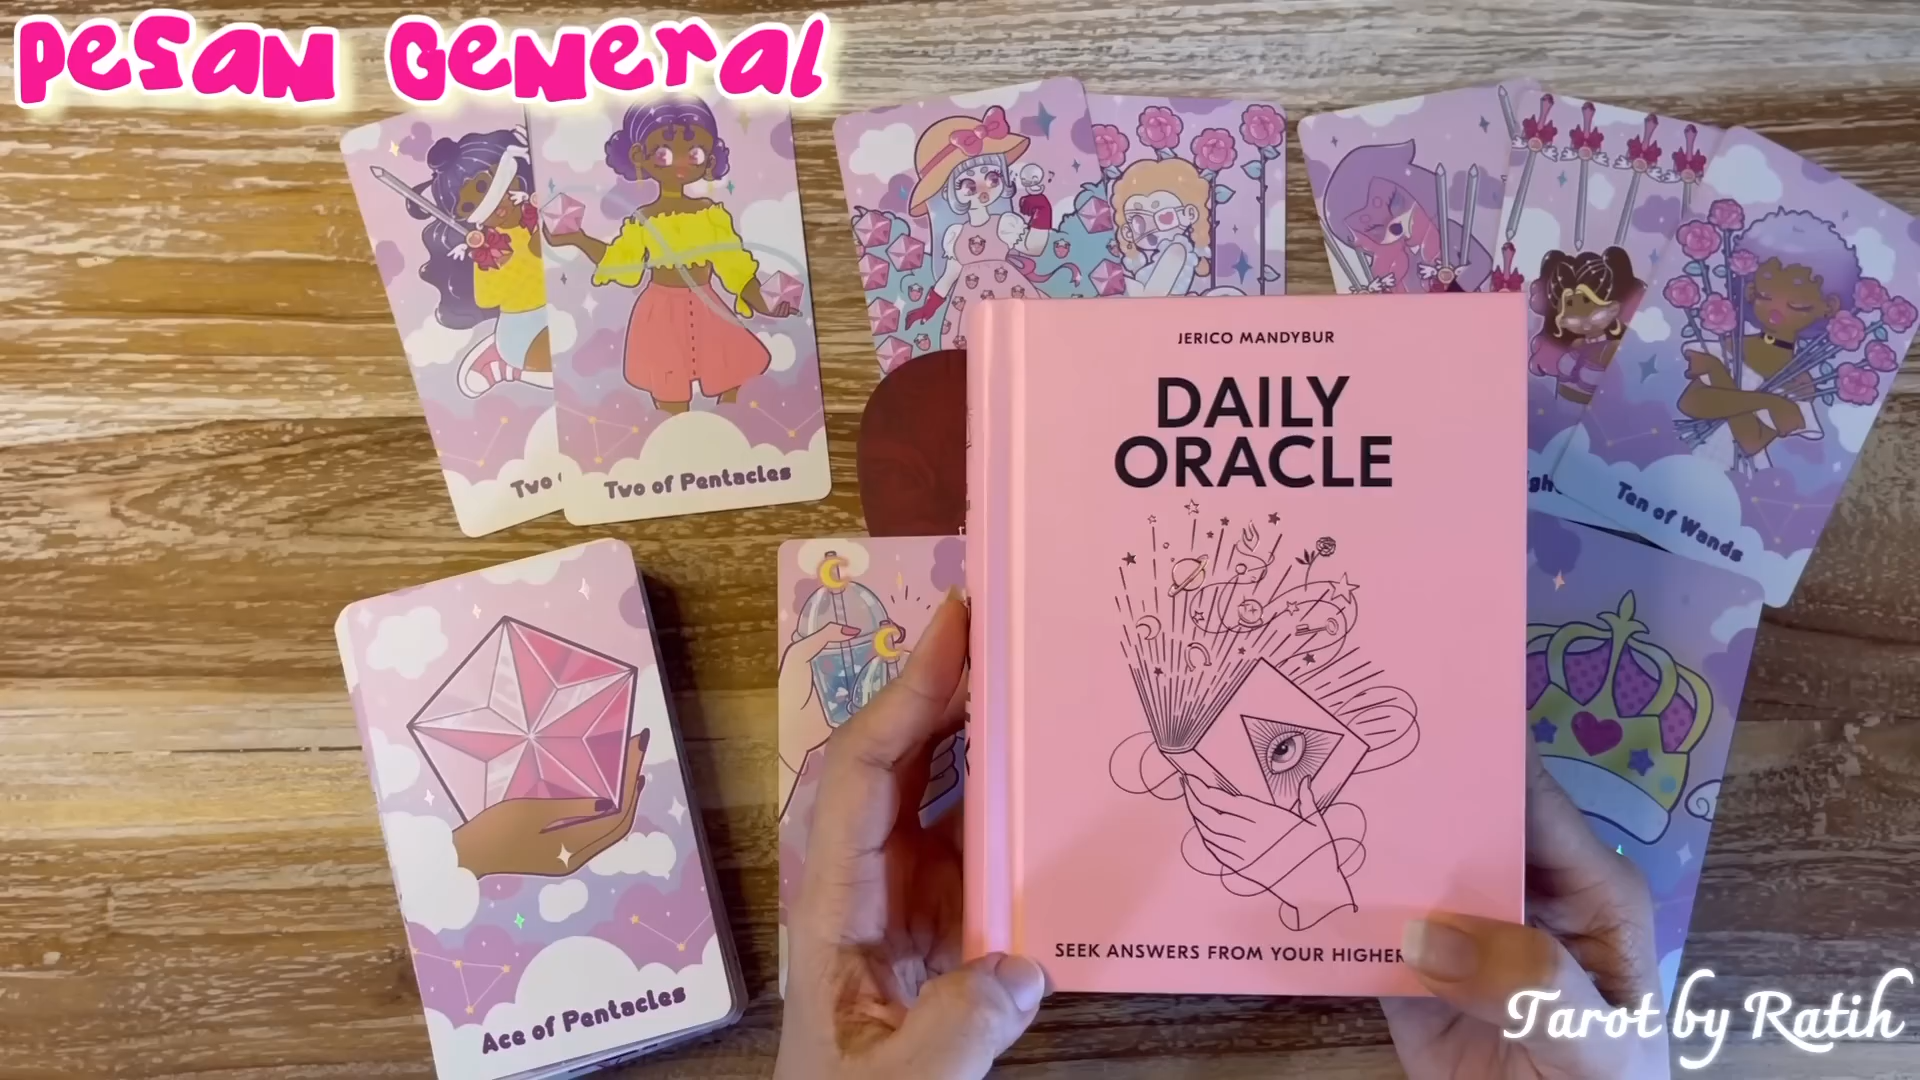 PESAN GENERAL
JERICO MANDYBUR
DAILY
ORACLE
Two
Two of Pentacles
Ten of Wands
Ace of Pentacles
SEEK ANSWERS FROM YOUR HIGHER
Tarot by Ratih